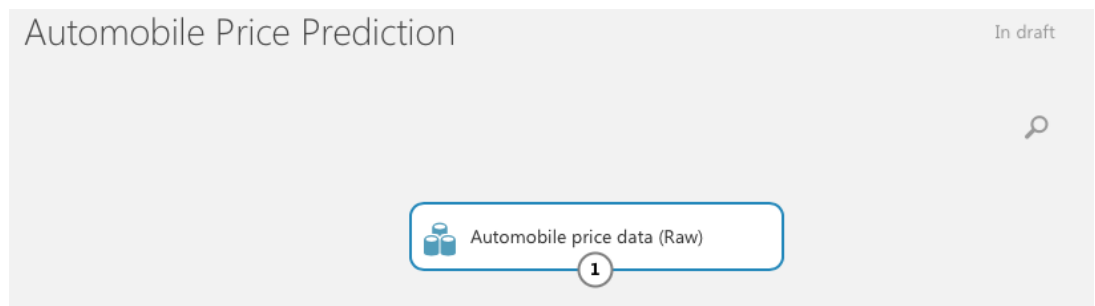 Automobile Price Prediction
In draft
Automobile price data (Raw)
1